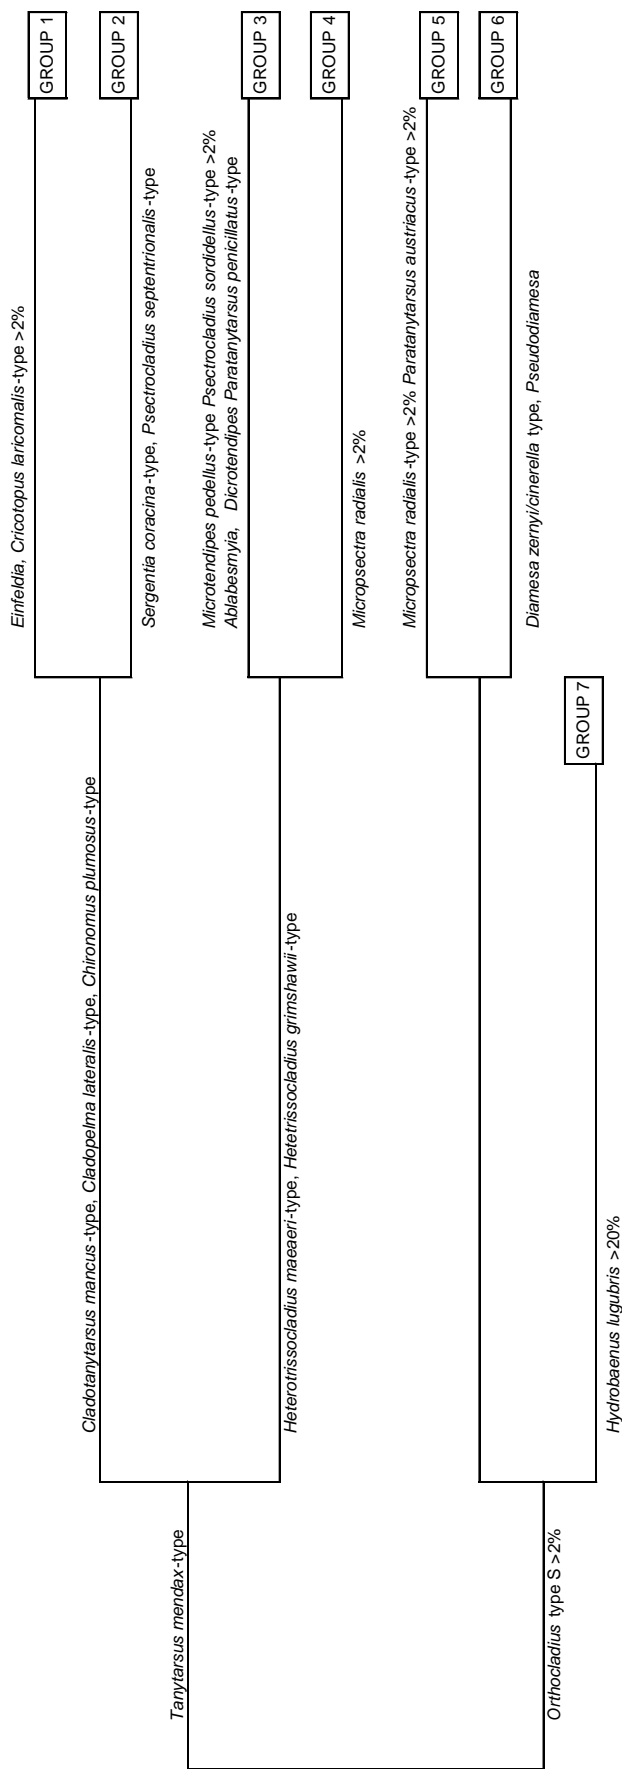 GROUP 1
Einfeldia, Cricotopus laricomalis-type >2%
GROUP 2
Sergentia coracina-type, Psectrocladius septentrionalis-type
Cladotanytarsus mancus-type, Cladopelma lateralis-type, Chironomus plumosus-type
GROUP 3
Microtendipes pedellus-type Psectrocladius sordidellus-type >2%
Ablabesmyia, Dicrotendipes Paratanytarsus penicillatus-type
GROUP 4
Micropsectra radialis >2%
Heterotrissocladius maeaeri-type, Hetetrissocladius grimshawii-type
Tanytarsus mendax-type
GROUP 5
Micropsectra radialis-type >2% Paratanytarsus austriacus-type >2%
GROUP 6
Diamesa zernyi/cinerella type, Pseudodiamesa
GROUP 7
Hydrobaenus lugubris >20%
Orthocladius type S >2%